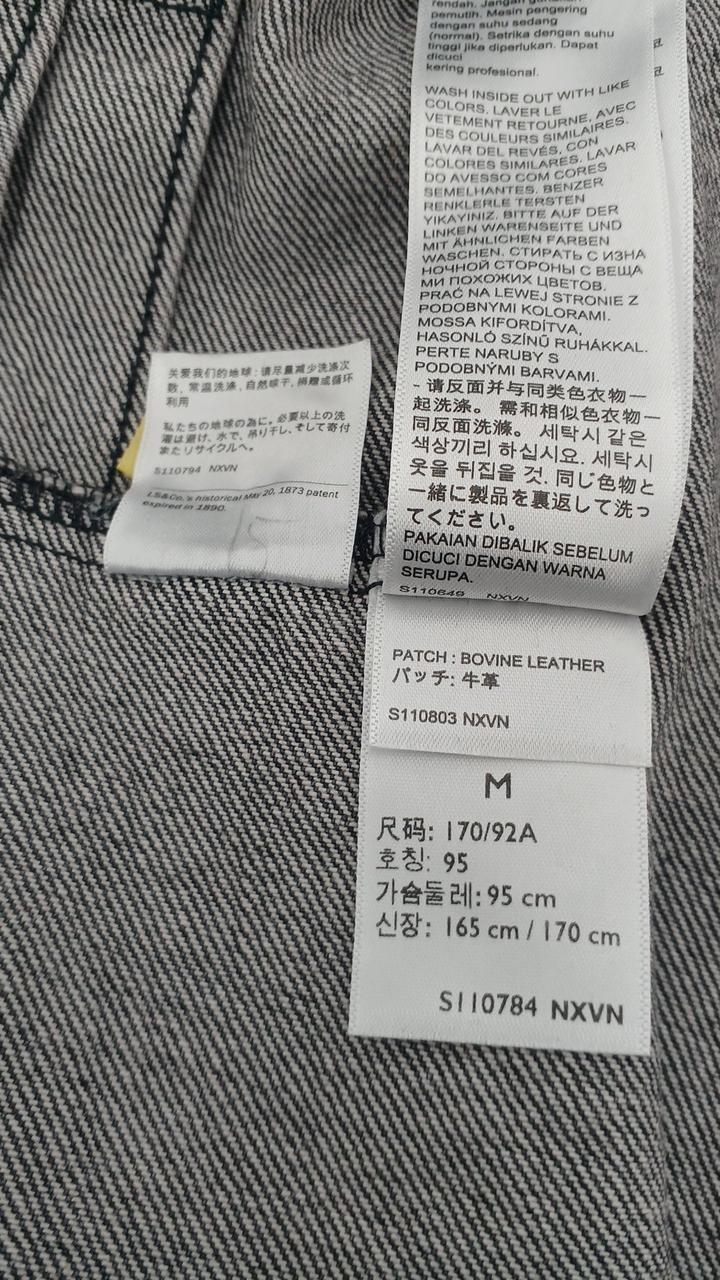 rendah. Jangan gunakan
pemutih. Mesin pengering
dengan suhu sedang
(normal). Setrika dengan suhu
tinggi jika diperlukan. Dapat
dicuci
kering profesional.
WASH INSIDE OUT WITH LIKE
COLORS. LAVER LE
VETEMENT RETOURNE, AVEC
DES COULEURS SIMILAIRES.
LAVAR DEL REVÉS, CON
COLORES SIMILARES. LAVAR
DO AVESSO COM CORES
SEMELHANTES. BENZER
RENKLERLE TERSTEN
YIKAYINIZ. BITTE AUF DER
LINKEN WARENSEITE UND
MIT ÄHNLICHEN FARBEN
WASCHEN. СТИРАТЬ С ИЗНА
НОЧНОЙ СТОРОНЫ С ВЕЩА
МИ ПОХОЖИХ ЦВЕТОВ.
PRAĆ NA LEWEJ STRONIE Z
PODOBNYMI KOLORAMI.
MOSSA KIFORDÍTVA,
HASONLÓ SZÍNŰ RUHÁKKAL.
PERTE NARUBY S
PODOBNÝMI BARVAMI.
- 请反面并与同类色衣物一
起洗涤。 需和相似色衣物一
同反面洗滌。 세탁시 같은
색상끼리 하십시요. 세탁시
옷을 뒤집을 것. 同じ色物と
一緒に製品を裏返して洗っ
てください。
PAKAIAN DIBALIK SEBELUM
DICUCI DENGAN WARNA
SERUPA.
S110649 NXVN
关爱我们的地球：请尽量减少洗涤次
数，常温洗涤，自然晾干，捐赠或循环
利用
私たちの地球の為に。必要以上の洗
濯は避け、水で、吊り干し、そして寄付
またリサイクルへ。
S110794 NXVN
LS&Co.'s historical May 20, 1873 patent
expired in 1890.
PATCH : BOVINE LEATHER
パッチ: 牛革
S110803 NXVN
M
尺码: 170/92A
호칭: 95
가슴둘레: 95 cm
신장: 165 cm / 170 cm
S110784 NXVN